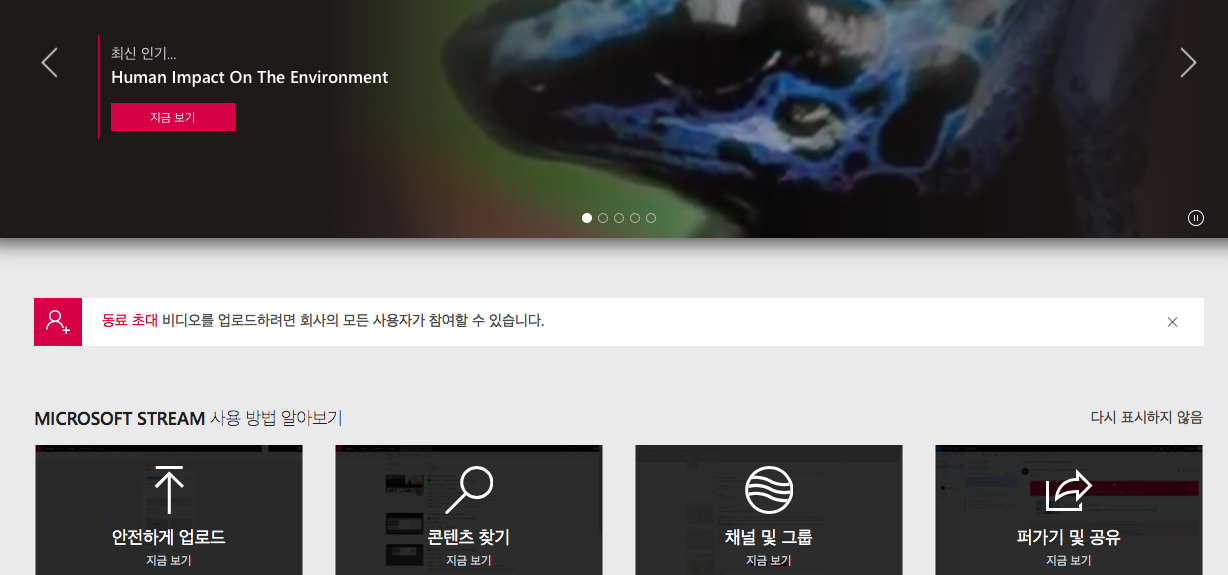 최신 인기...
Human Impact On The Environment
지금 보기
동료 초대 비디오를 업로드하려면 회사의 모든 사용자가 참여할 수 있습니다.
MICROSOFT STREAM 사용 방법 알아보기
다시 표시하지 않음
안전하게 업로드
지금 보기
콘텐츠 찾기
지금 보기
채널 및 그룹
지금 보기
퍼가기 및 공유
지금 보기